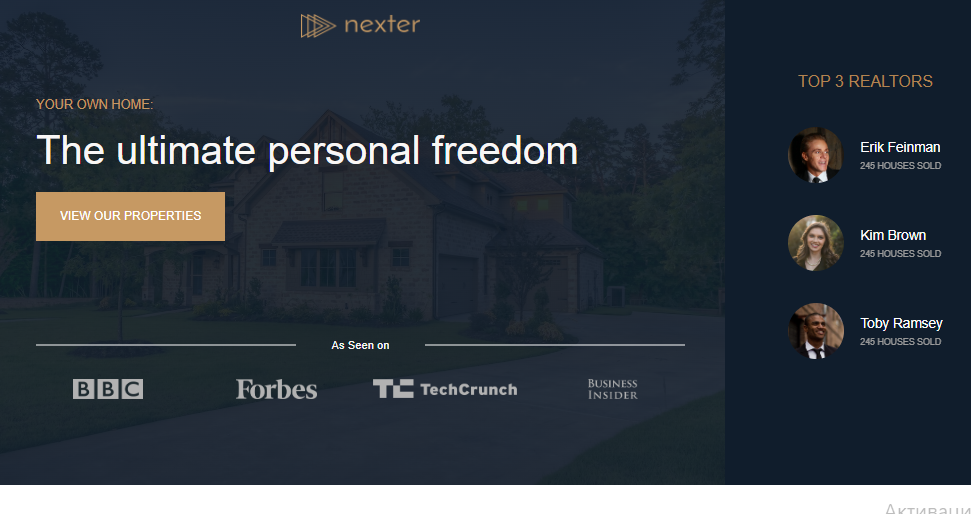 nexter
YOUR OWN HOME:
The ultimate personal freedom
VIEW OUR PROPERTIES
As Seen on
BBC
Forbes
TC TechCrunch
BUSINESS
INSIDER
TOP 3 REALTORS
Erik Feinman
245 HOUSES SOLD
Kim Brown
245 HOUSES SOLD
Toby Ramsey
245 HOUSES SOLD